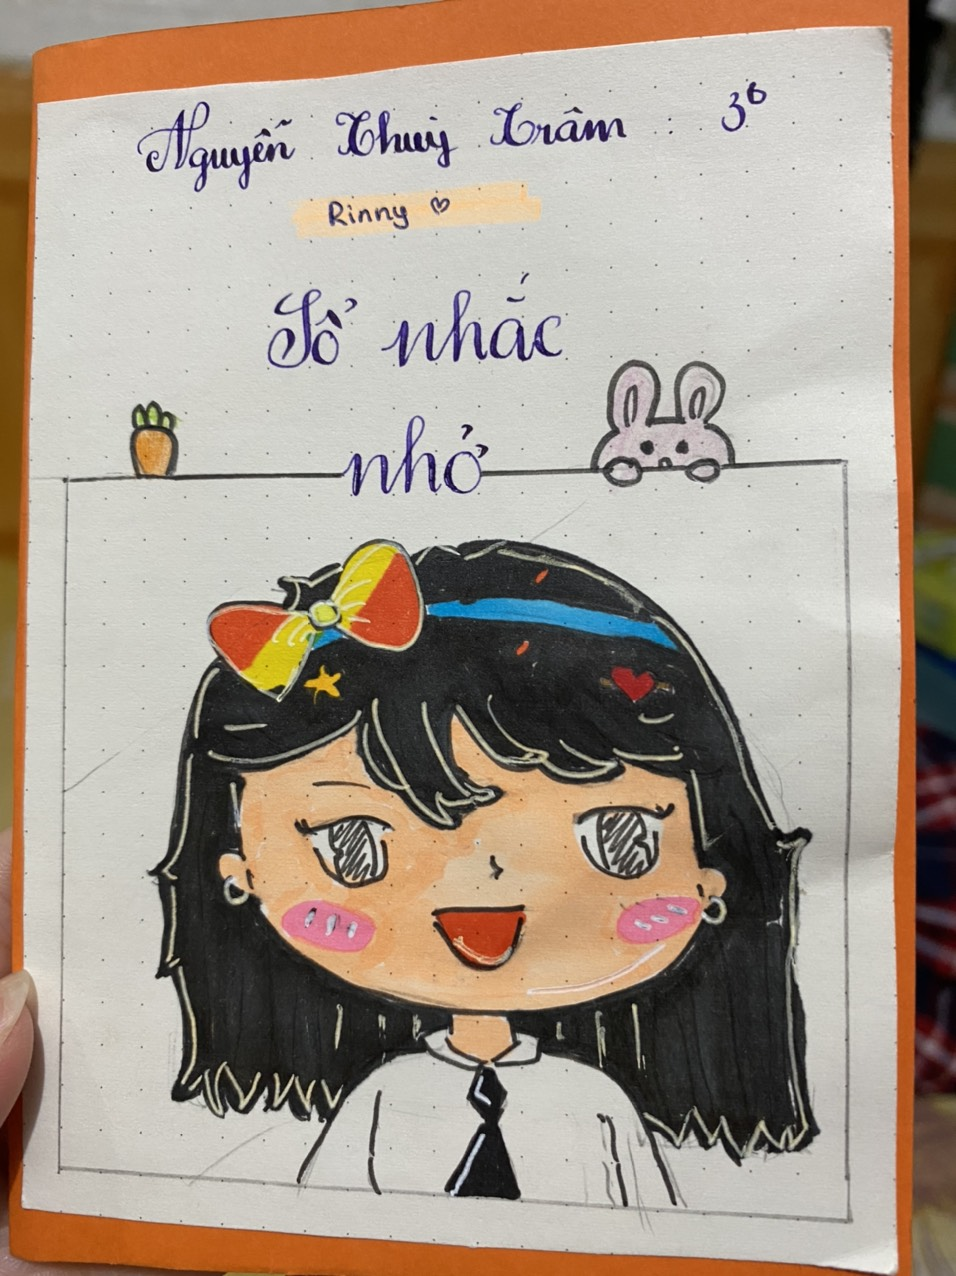 Nguyễn Thuỳ Trâm 3⁶
Rinny ♡
Sổ nhắc
nhở